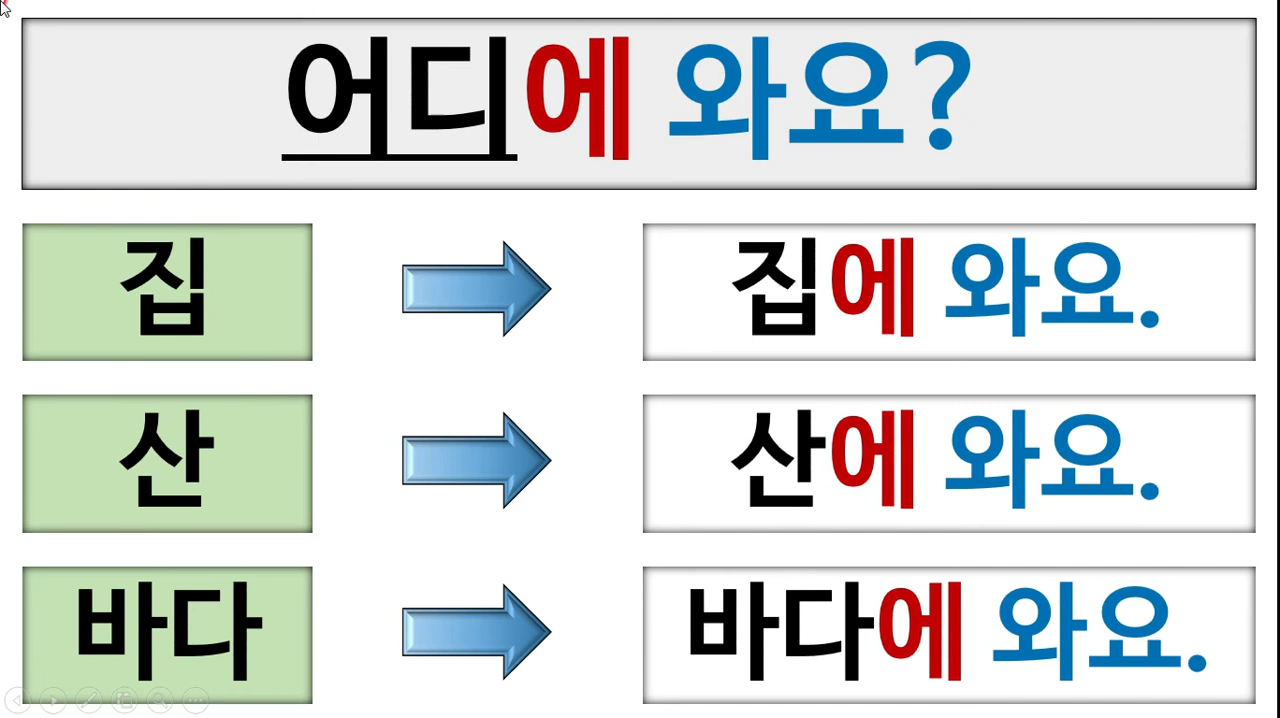 어디에 와요?
집
집에 와요.
산
산에 와요.
바다
바다에 와요.